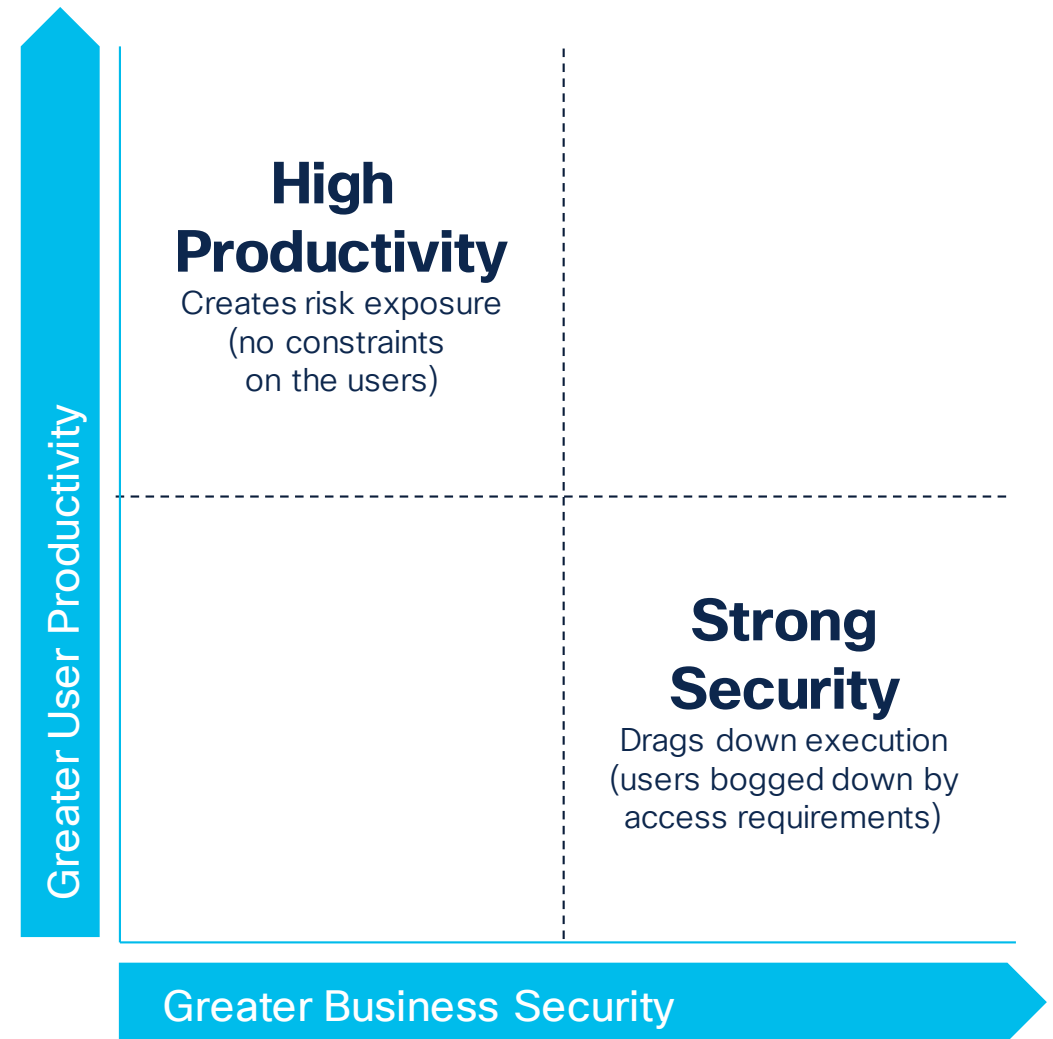 High
Productivity
Creates risk exposure
(no constraints
on the users)
Greater User Productivity
Strong
Security
Drags down execution
(users bogged down by
access requirements)
Greater Business Security